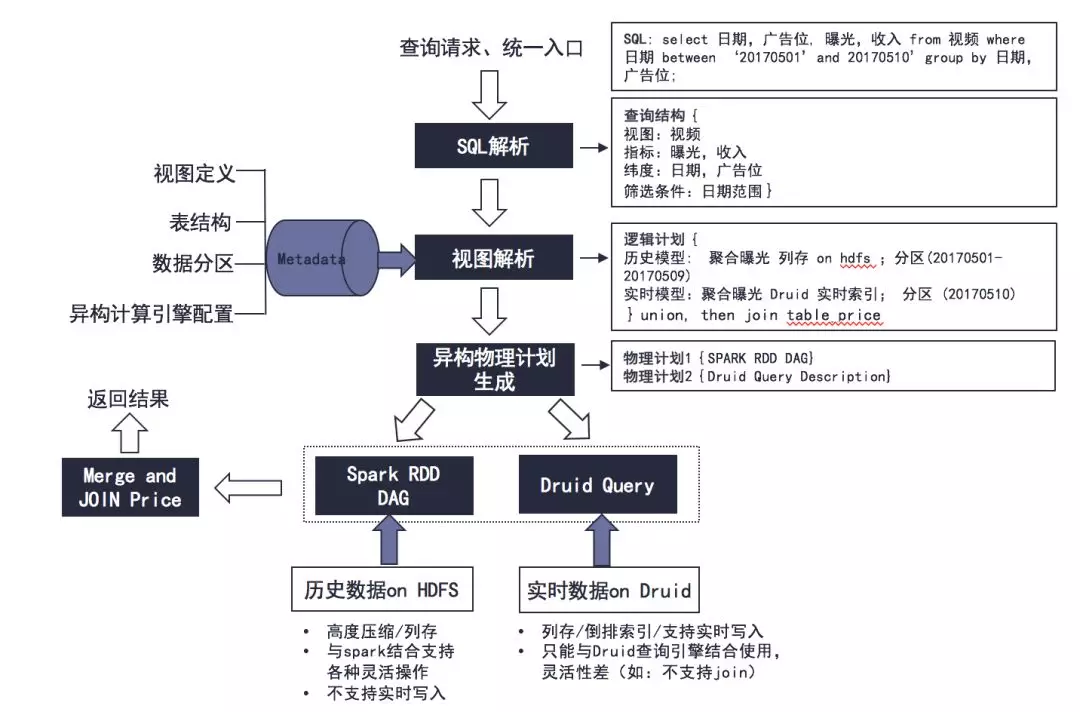 查询请求、统一入口
SQL: select 日期，广告位，曝光，收入 from 视频 where
日期 between ‘20170501’ and 20170510’ group by 日期，
广告位;
SQL解析
查询结构 {
视图：视频
指标：曝光，收入
纬度：日期，广告位
筛选条件：日期范围 }
视图定义
表结构
数据分区
异构计算引擎配置
Metadata
视图解析
逻辑计划 {
历史模型： 聚合曝光 列存 on hdfs ；分区(20170501-
20170509)
实时模型：聚合曝光 Druid 实时索引； 分区 (20170510)
} union, then join table_price
异构物理计划
生成
物理计划1 {SPARK RDD DAG}
物理计划2 {Druid Query Description}
返回结果
Merge and
JOIN Price
Spark RDD
DAG
Druid Query
历史数据on HDFS
• 高度压缩/列存
• 与spark结合支持
各种灵活操作
• 不支持实时写入
实时数据on Druid
• 列存/倒排索引/支持实时写入
• 只能与Druid查询引擎结合使用，
灵活性差（如：不支持join）